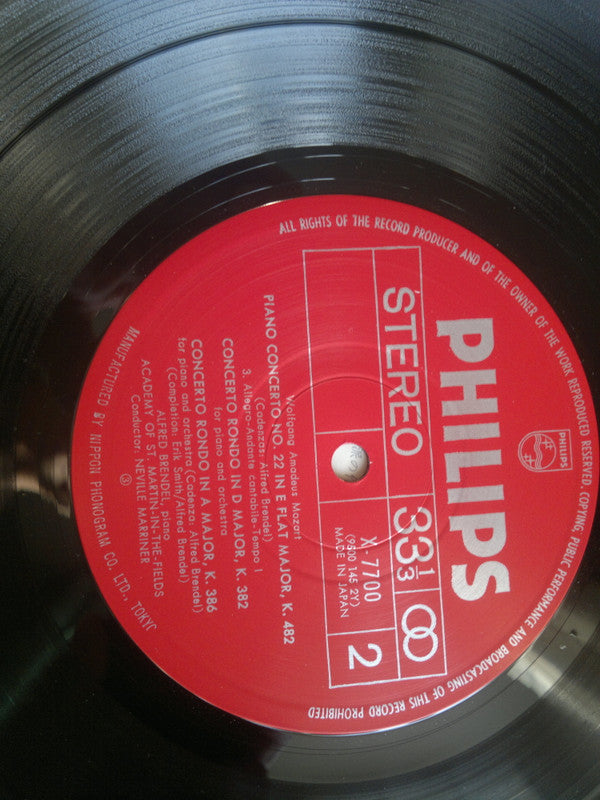 ALL RIGHTS OF THE RECORD PRODUCER AND OF THE OWNER OF THE WORK REPRODUCED RESERVED. COPYING, PUBLIC PERFORMANCE AND BROADCASTING OF THIS RECORD PROHIBITED
PHILIPS
PHILIPS
STEREO 33 1/3
2
X-7700
(9500 145 2Y)
MADE IN JAPAN
Wolfgang Amadeus Mozart
PIANO CONCERTO NO. 22 IN E FLAT MAJOR, K. 482
(Cadenzas: Alfred Brendel)
3. Allegro-Andante cantabile-Tempo I
CONCERTO RONDO IN D MAJOR, K. 382
for piano and orchestra
CONCERTO RONDO IN A MAJOR, K. 386
for piano and orchestra (Cadenza: Alfred Brendel)
(Completion: Erik Smith/Alfred Brendel)
ALFRED BRENDEL, piano
ACADEMY OF ST. MARTIN-IN-THE-FIELDS
Conductor: NEVILLE MARRINER
MANUFACTURED BY NIPPON PHONOGRAM CO., LTD., TOKYO